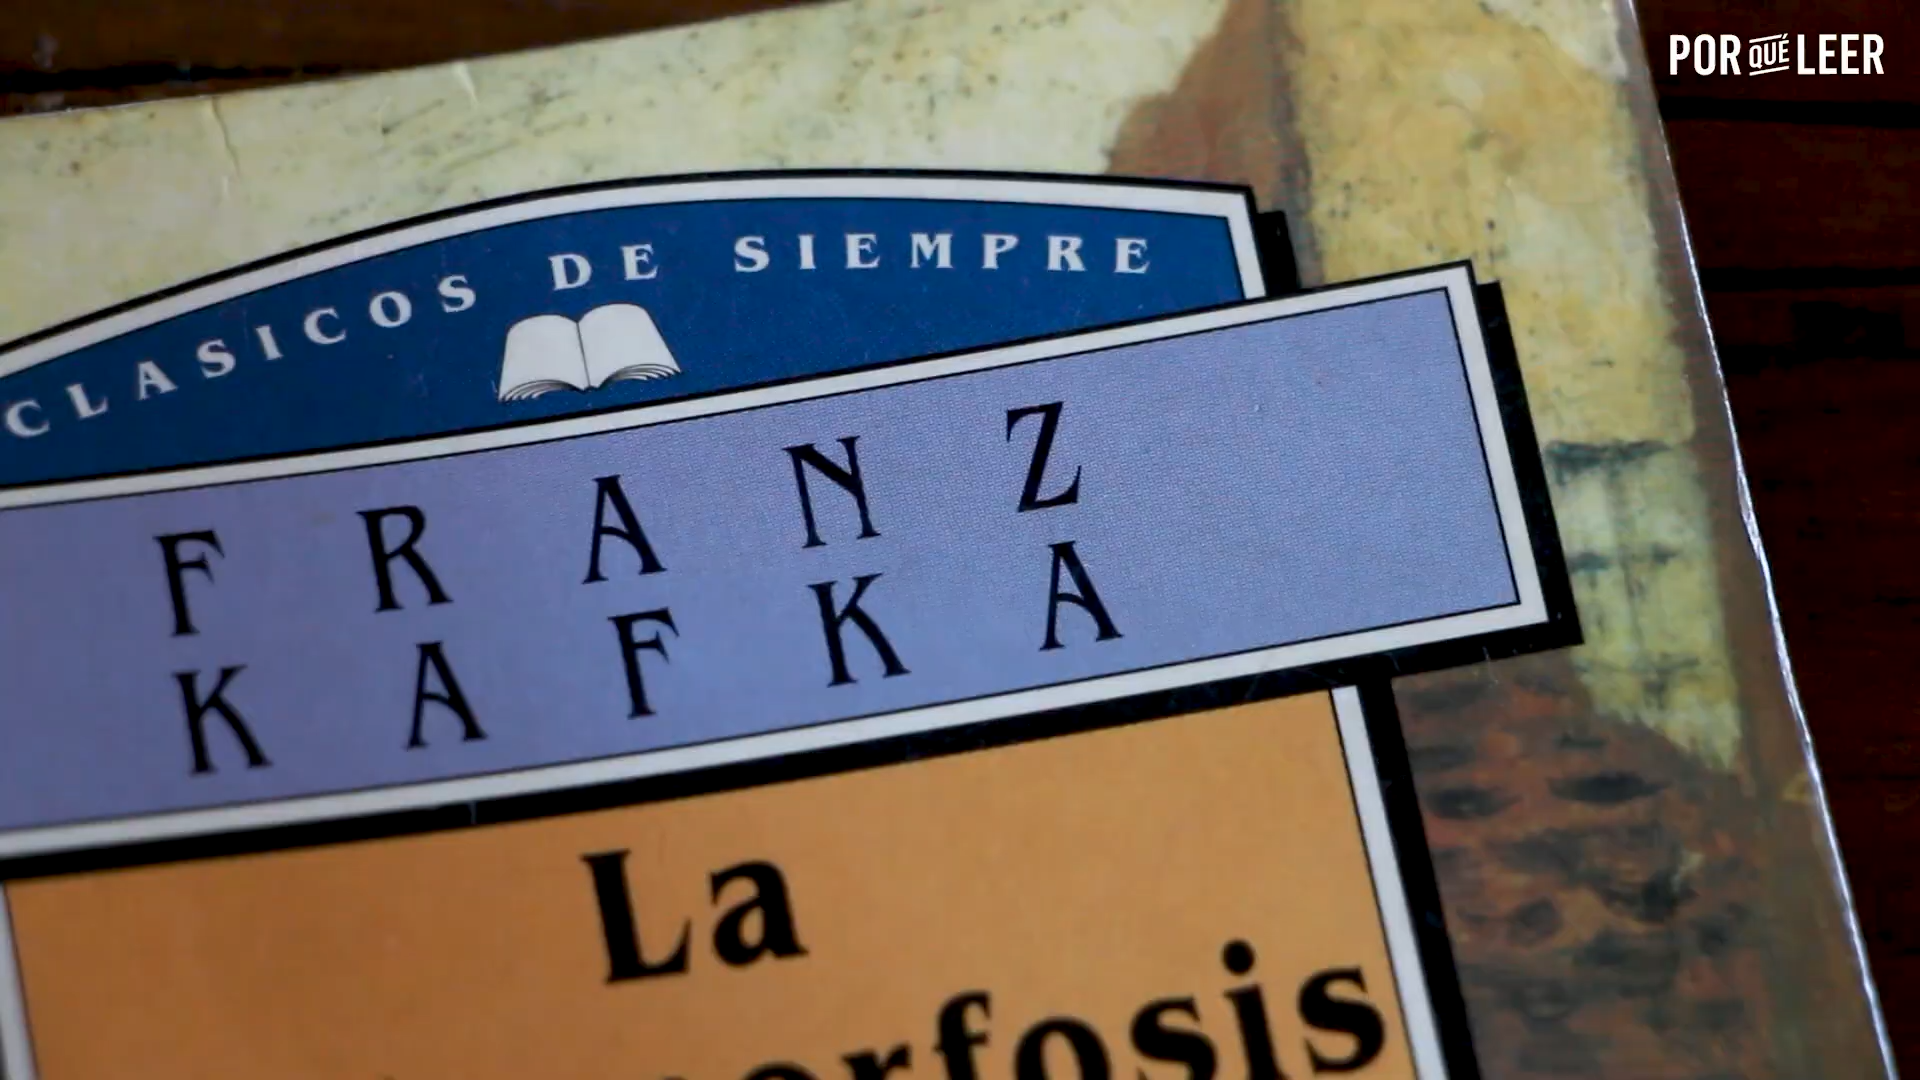 POR QUÉ LEER
CLASICOS DE SIEMPRE
FRANZ
KAFKA
La